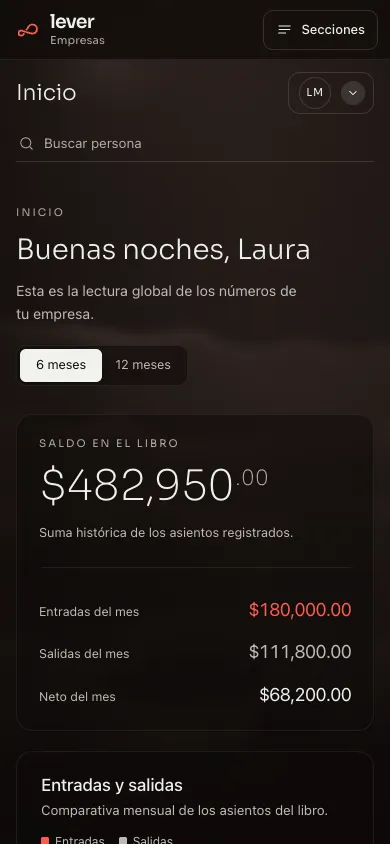 lever
Empresas
Secciones
Inicio
LM
Buscar persona
INICIO
Buenas noches, Laura
Esta es la lectura global de los números de
tu empresa.
6 meses
12 meses
SALDO EN EL LIBRO
$482,950.00
Suma histórica de los asientos registrados.
Entradas del mes
$180,000.00
Salidas del mes
$111,800.00
Neto del mes
$68,200.00
Entradas y salidas
Comparativa mensual de los asientos del libro.
Entradas
Salidas